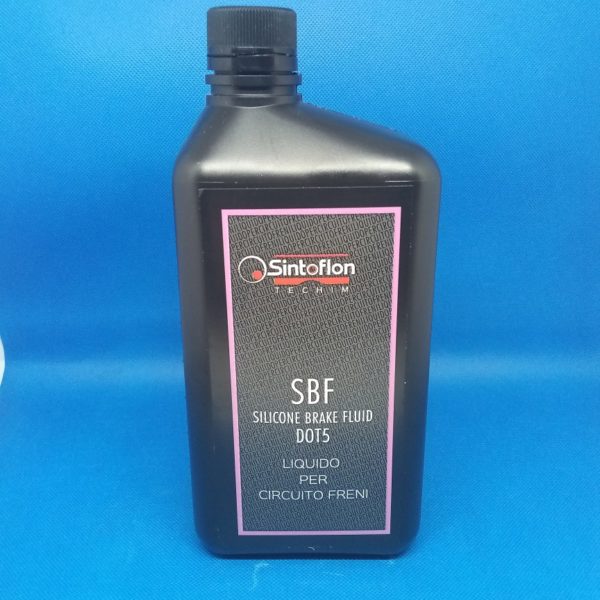 Sintoflon
TECHIM
SBF
SILICONE BRAKE FLUID
DOT5
LIQUIDO
PER
CIRCUITO FRENI